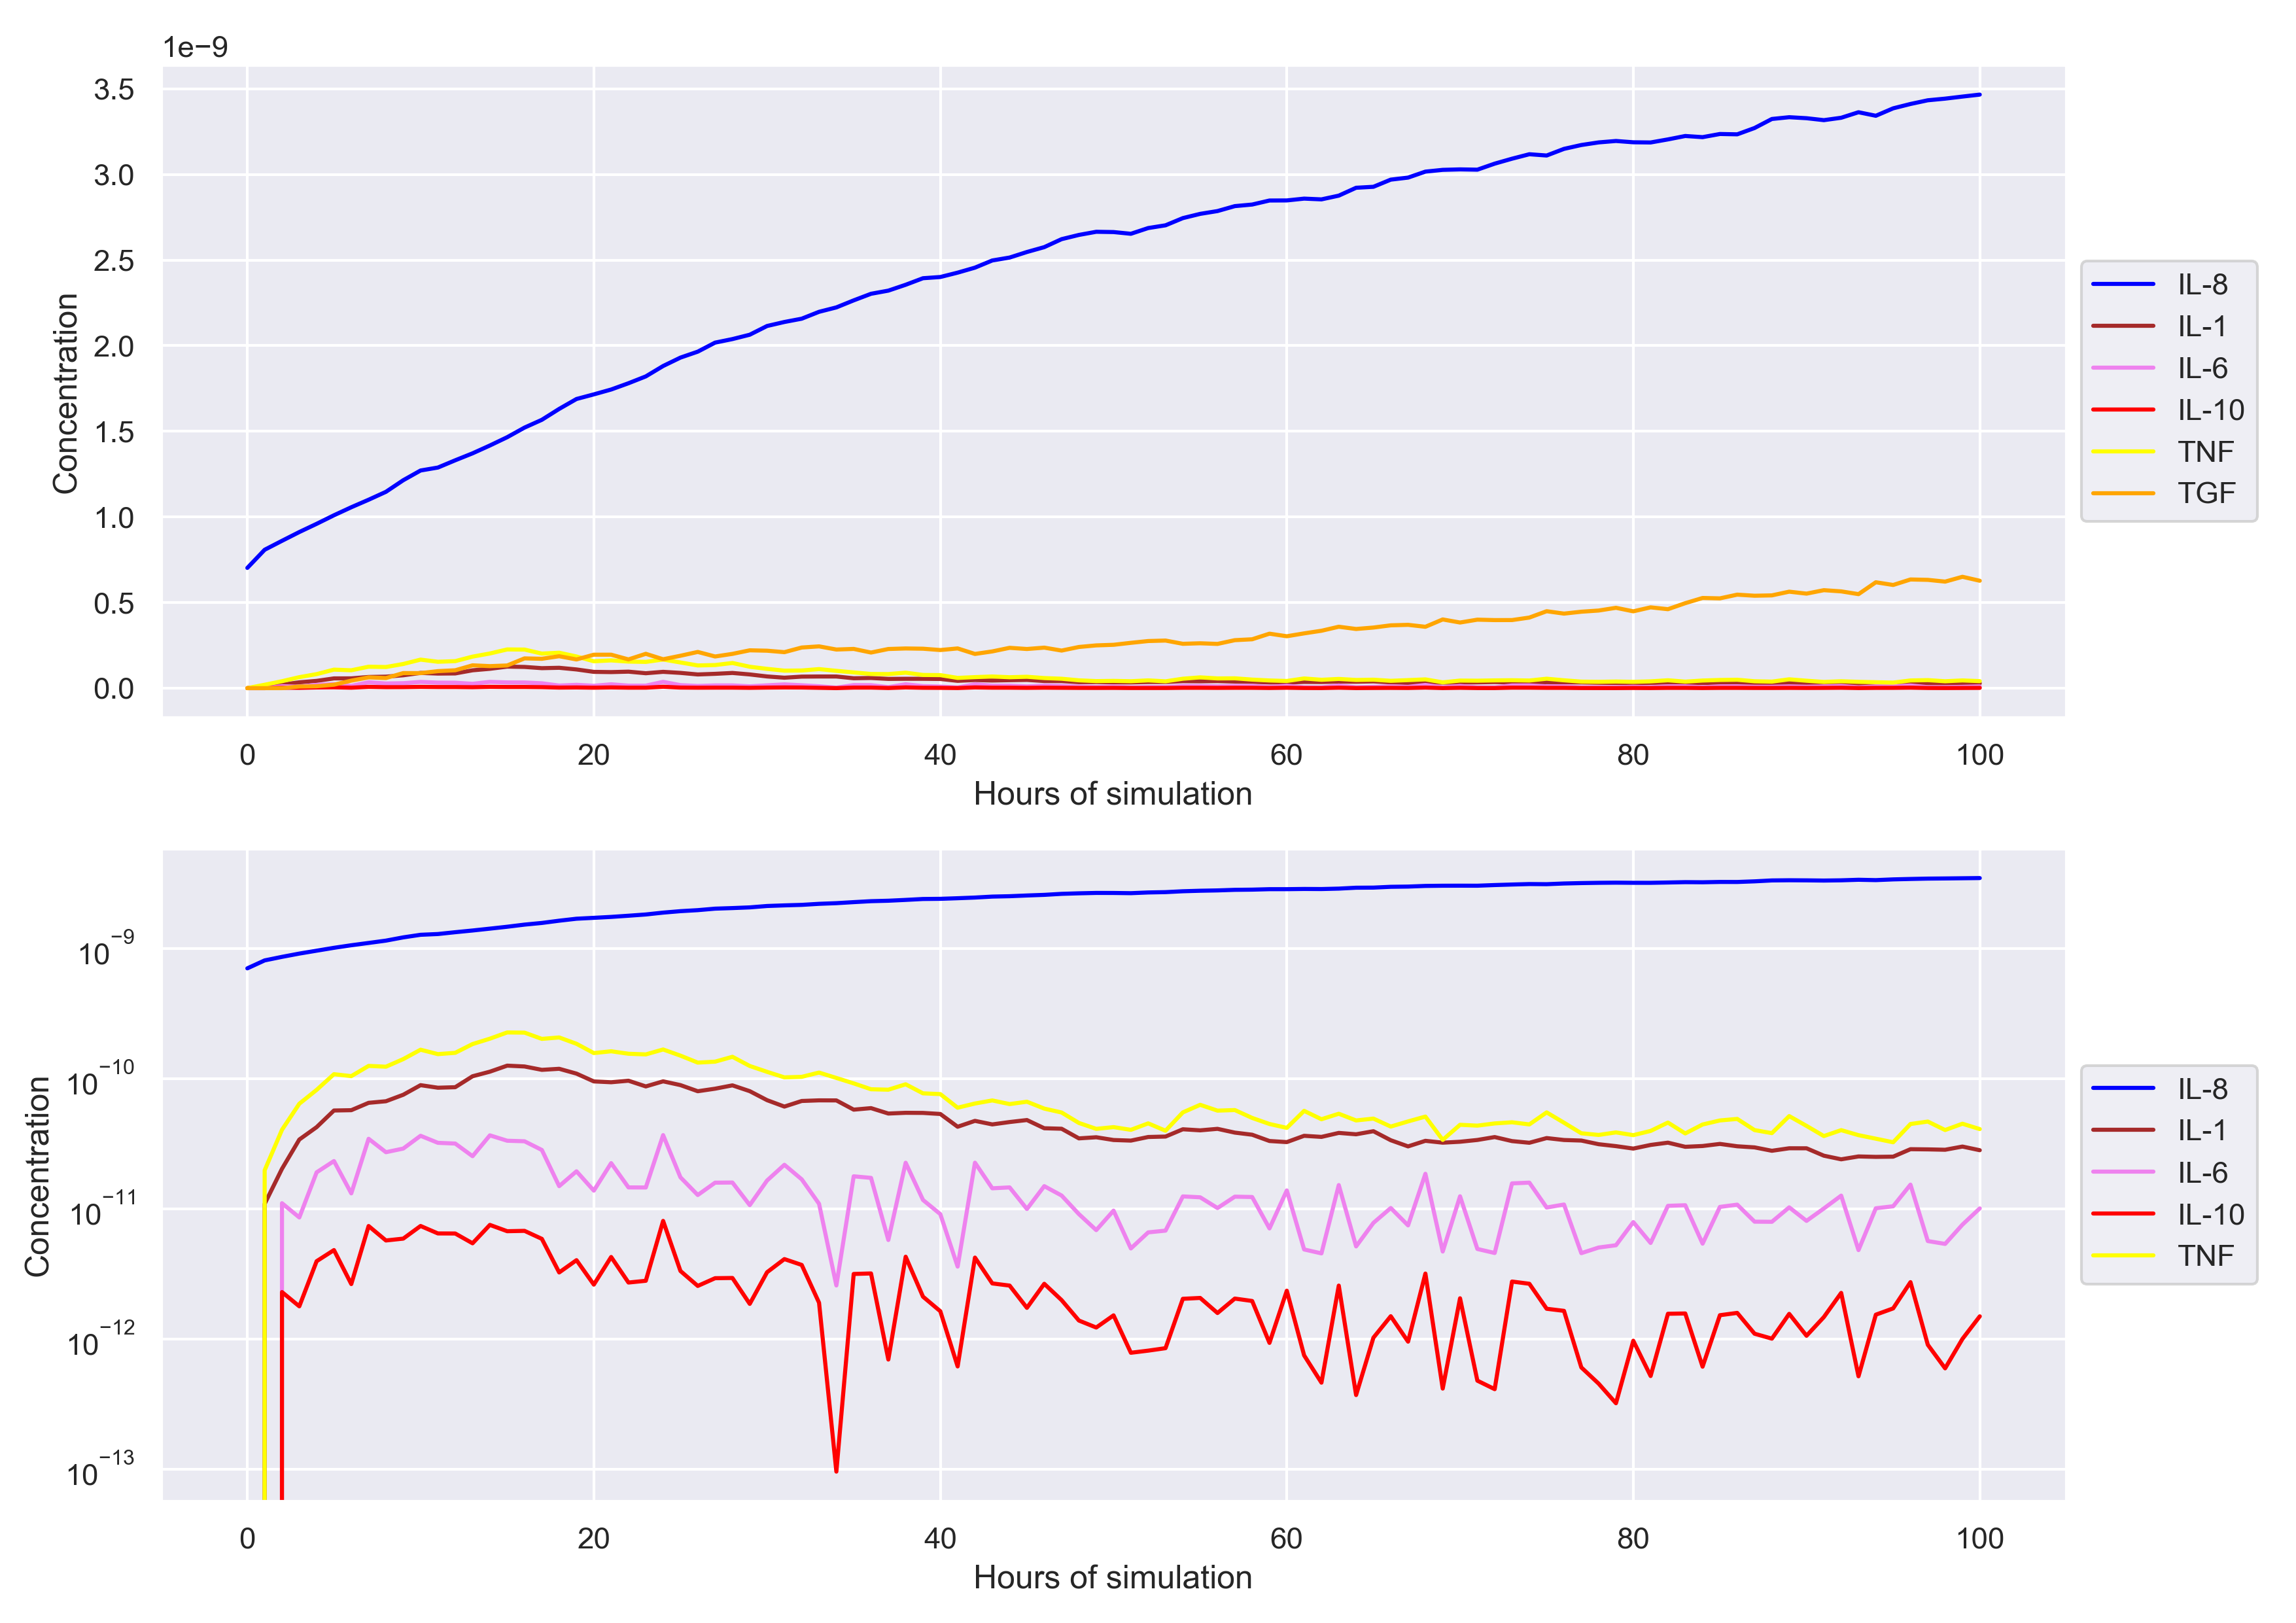 1e−9
3.5
3.0
2.5
2.0
1.5
1.0
0.5
0.0
Concentration
0 20 40 60 80 100
Hours of simulation
IL-8
IL-1
IL-6
IL-10
TNF
TGF
10⁻⁹
10⁻¹⁰
10⁻¹¹
10⁻¹²
10⁻¹³
Concentration
0 20 40 60 80 100
Hours of simulation
IL-8
IL-1
IL-6
IL-10
TNF